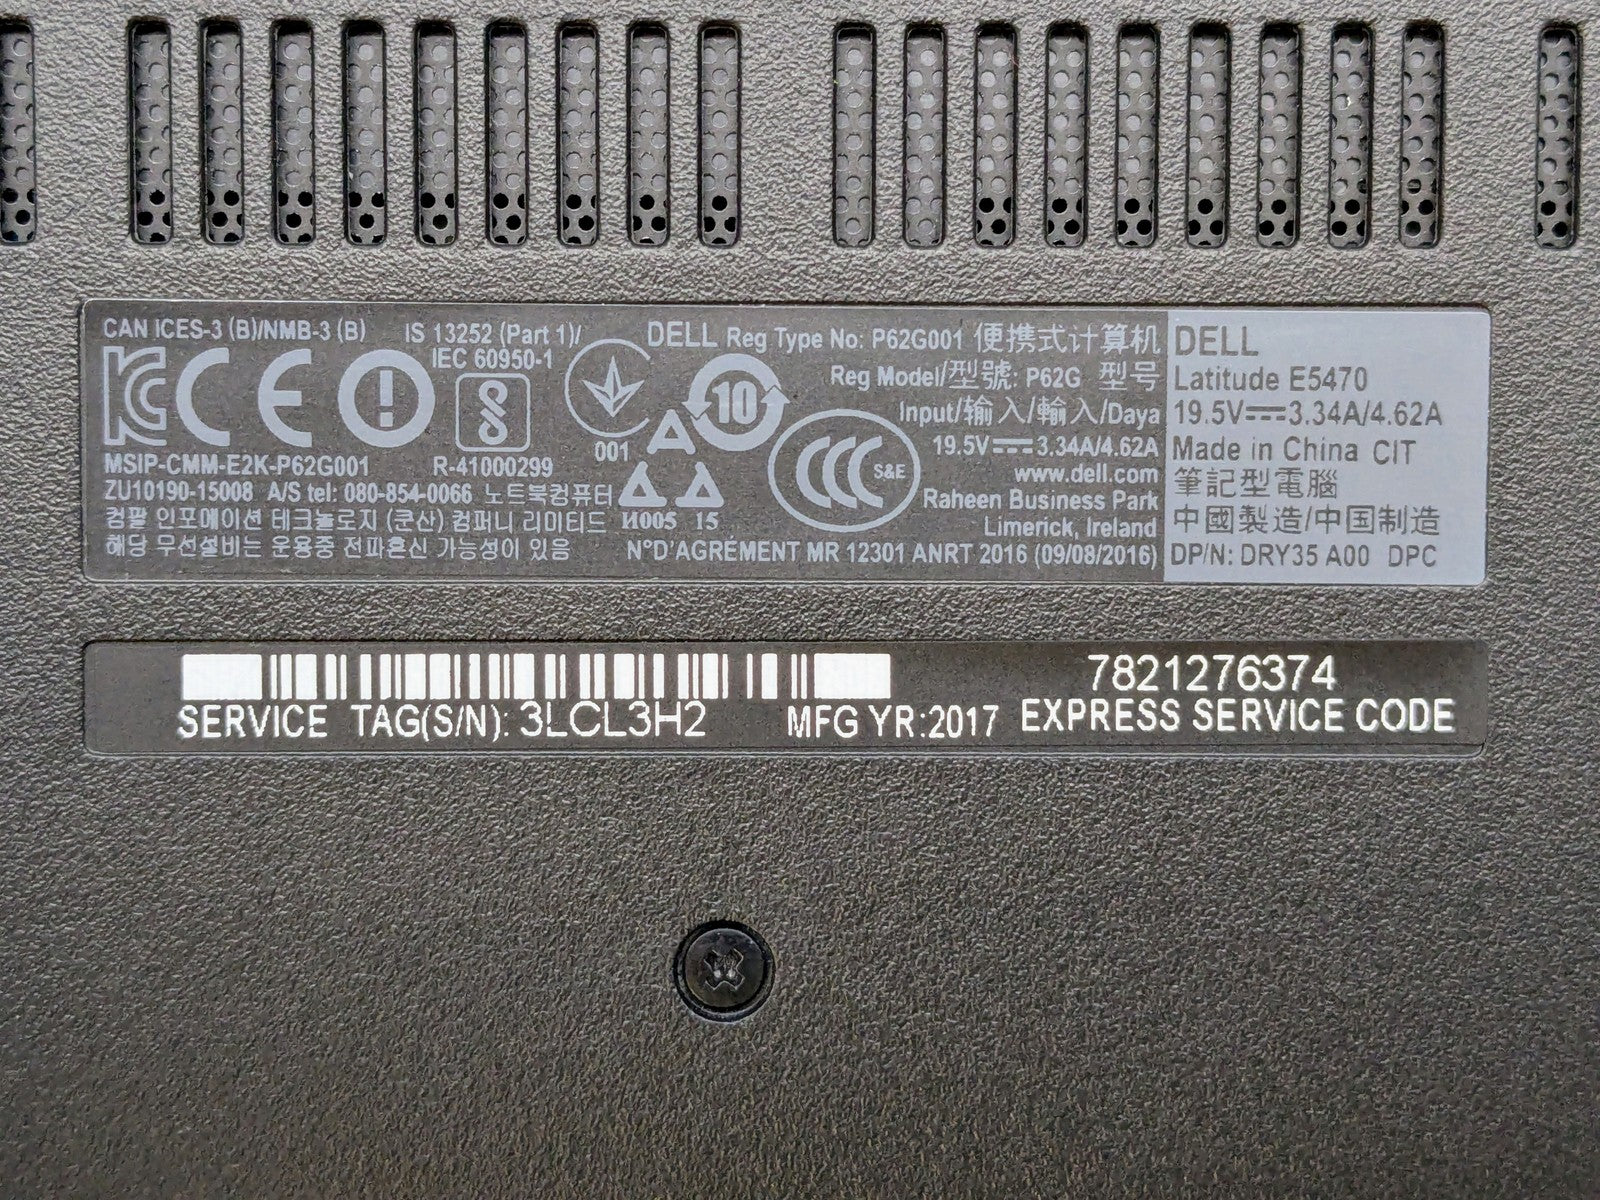 CAN ICES-3 (B)/NMB-3 (B)
IS 13252 (Part 1)/
IEC 60950-1
R-41000299
MSIP-CMM-E2K-P62G001
ZU10190-15008 A/S tel: 080-854-0066 노트북컴퓨터
컴팔 인포메이션 테크놀로지 (쿤산) 컴퍼니 리미티드
해당 무선설비는 운용중 전파혼신 가능성이 있음
001
10
И005 15
S&E
DELL Reg Type No: P62G001 便携式计算机
Reg Model/型號: P62G 型号
Input/输入/輸入/Daya
19.5V⎓3.34A/4.62A
www.dell.com
Raheen Business Park
Limerick, Ireland
N°D'AGRÉMENT MR 12301 ANRT 2016 (09/08/2016)
DELL
Latitude E5470
19.5V⎓3.34A/4.62A
Made in China CIT
筆記型電腦
中國製造/中国制造
DP/N: DRY35 A00 DPC
SERVICE TAG(S/N): 3LCL3H2
MFG YR:2017
7821276374
EXPRESS SERVICE CODE